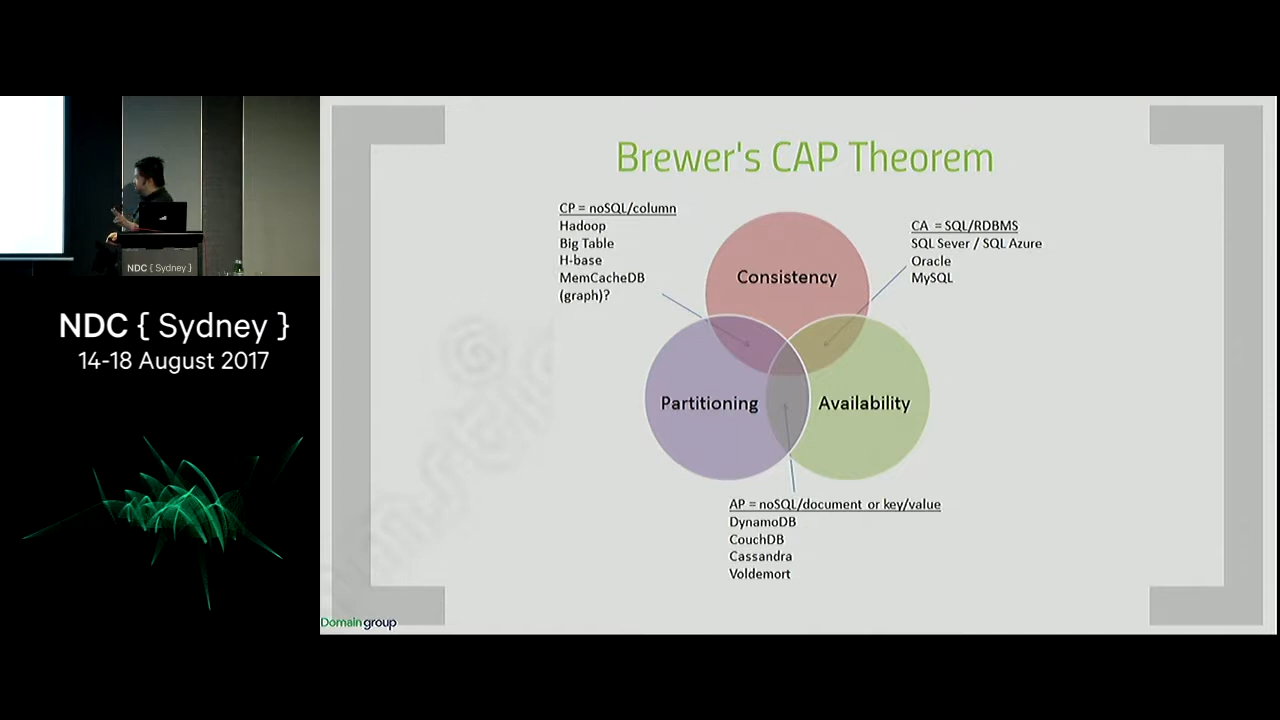 NDC { Sydney }
NDC { Sydney }
14-18 August 2017
Brewer's CAP Theorem
CP = noSQL/column
Hadoop
Big Table
H-base
MemCacheDB
(graph)?
CA = SQL/RDBMS
SQL Sever / SQL Azure
Oracle
MySQL
Consistency
Partitioning
Availability
AP = noSQL/document or key/value
DynamoDB
CouchDB
Cassandra
Voldemort
Domain group